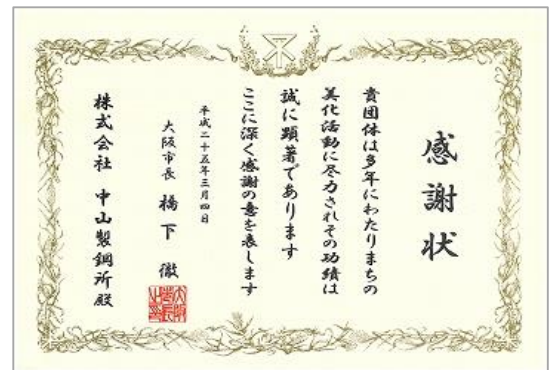 感謝状
貴団体は多年にわたりまちの
美化活動に尽力されその功績は
誠に顕著であります
ここに深く感謝の意を表します
平成二十五年三月四日
大阪市長 橋下 徹
株式会社 中山製鋼所殿